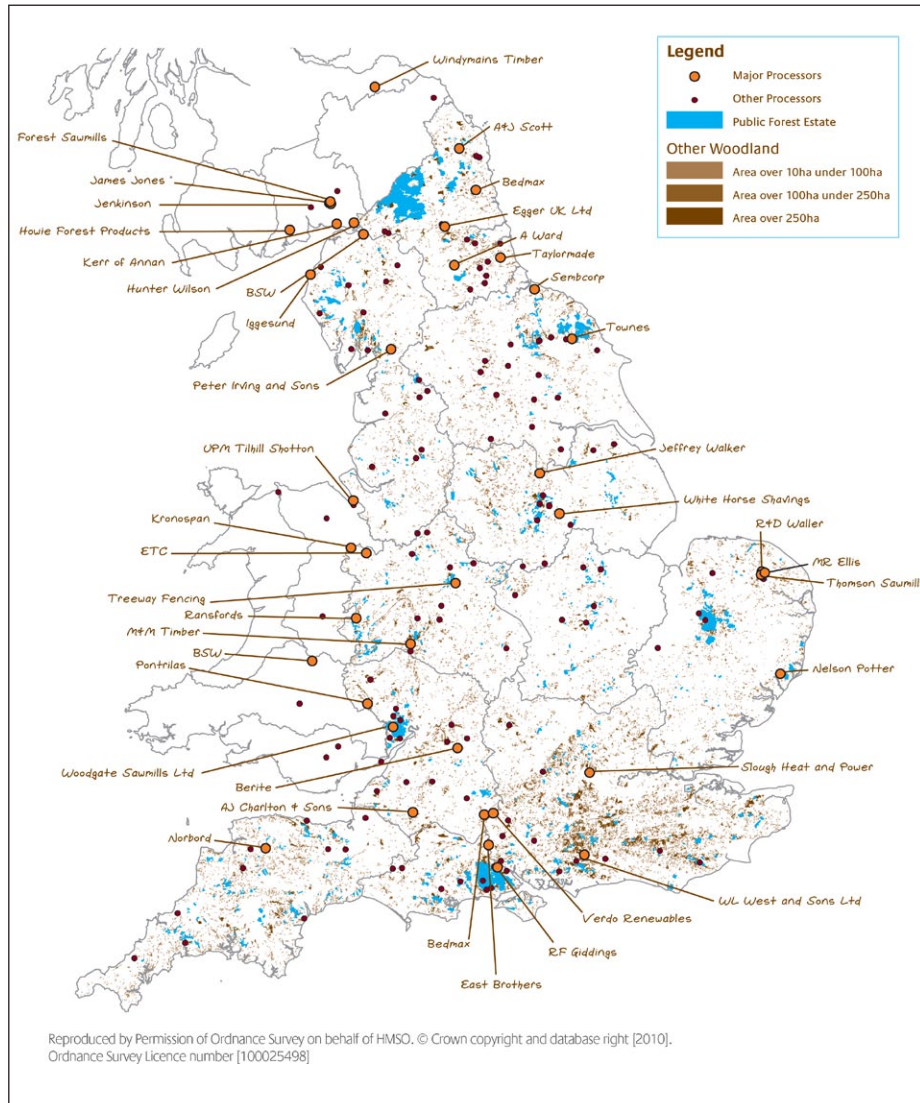 Windymains Timber
A&J Scott
Forest Sawmills
James Jones
Bedmax
Jenkinson
Egger UK Ltd
Howie Forest Products
A Ward
Kerr of Annan
Taylormade
Hunter Wilson
Sembcorp
BSW
Iggesund
Townes
Peter Irving and Sons
Jeffrey Walker
UPM Tilhill Shotton
White Horse Shavings
Kronospan
R&D Waller
ETC
MR Ellis
Thomson Sawmill
Treeway Fencing
Ransfords
M&M Timber
BSW
Pontrilas
Nelson Potter
Woodgate Sawmills Ltd
Slough Heat and Power
Berite
AJ Charlton & Sons
Norbord
WL West and Sons Ltd
Verdo Renewables
Bedmax
RF Giddings
East Brothers
Legend
Major Processors
Other Processors
Public Forest Estate
Other Woodland
Area over 10ha under 100ha
Area over 100ha under 250ha
Area over 250ha
Reproduced by Permission of Ordnance Survey on behalf of HMSO. © Crown copyright and database right [2010].
Ordnance Survey Licence number [100025498]